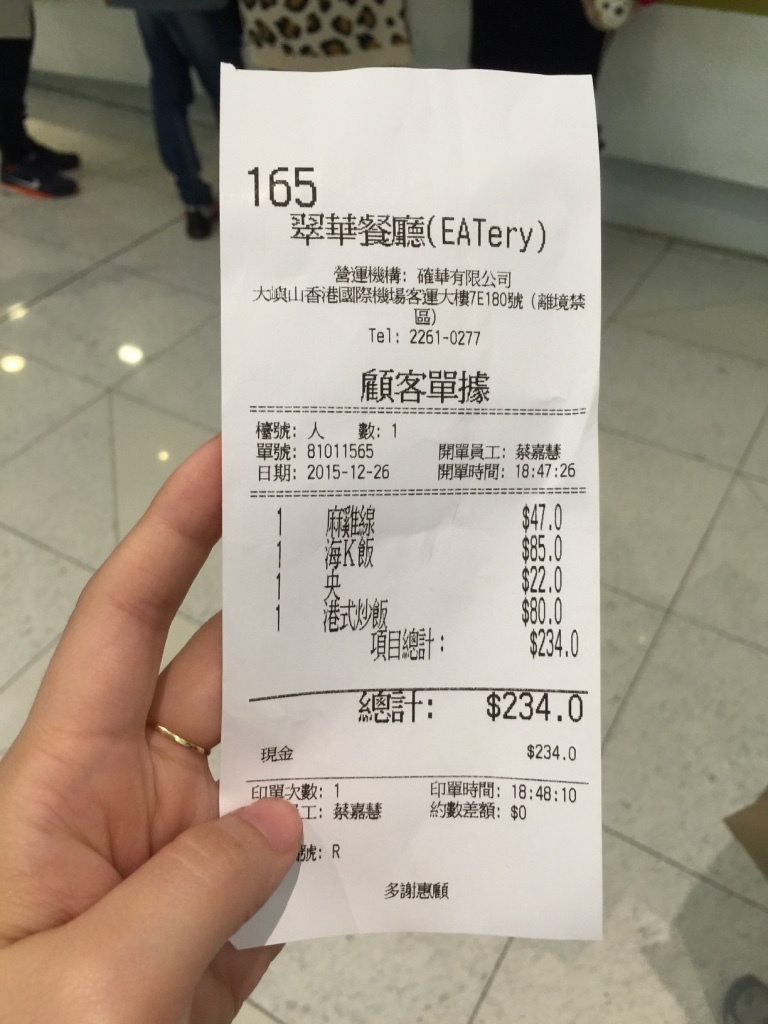 165
翠華餐廳(EATery)
營運機構: 確華有限公司
大嶼山香港國際機場客運大樓7E180號 (離境禁
區)
Tel: 2261-0277
顧客單據
檯號: 人 數: 1
單號: 81011565 開單員工: 蔡嘉慧
日期: 2015-12-26 開單時間: 18:47:26
1 麻雞線 $47.0
1 海K飯 $85.0
1 央 $22.0
1 港式炒飯 $80.0
項目總計: $234.0
總計: $234.0
現金 $234.0
印單次數: 1 印單時間: 18:48:10
工: 蔡嘉慧 約數差額: $0
號: R
多謝惠顧